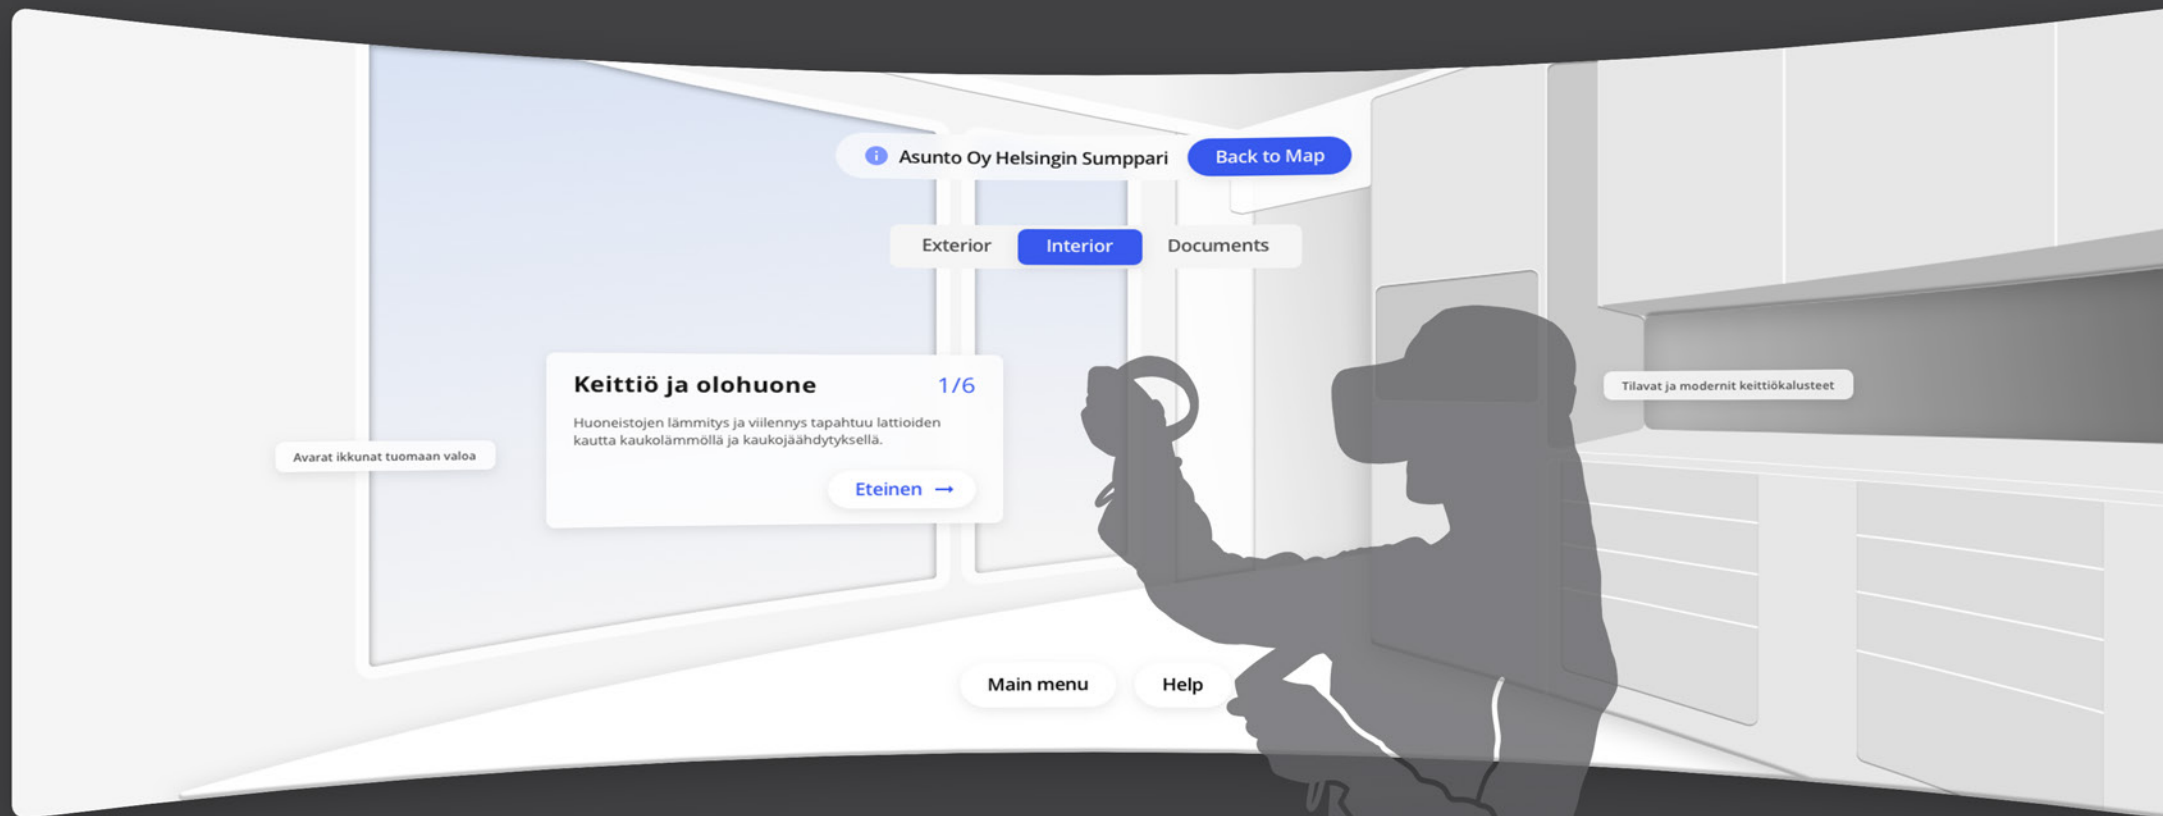 Asunto Oy Helsingin Sumppari
Back to Map
Exterior
Interior
Documents
Keittiö ja olohuone
1/6
Huoneistojen lämmitys ja viilennys tapahtuu lattioiden
kautta kaukolämmöllä ja kaukojäähdytyksellä.
Eteinen →
Avarat ikkunat tuomaan valoa
Tilavat ja modernit keittiökalusteet
Main menu
Help